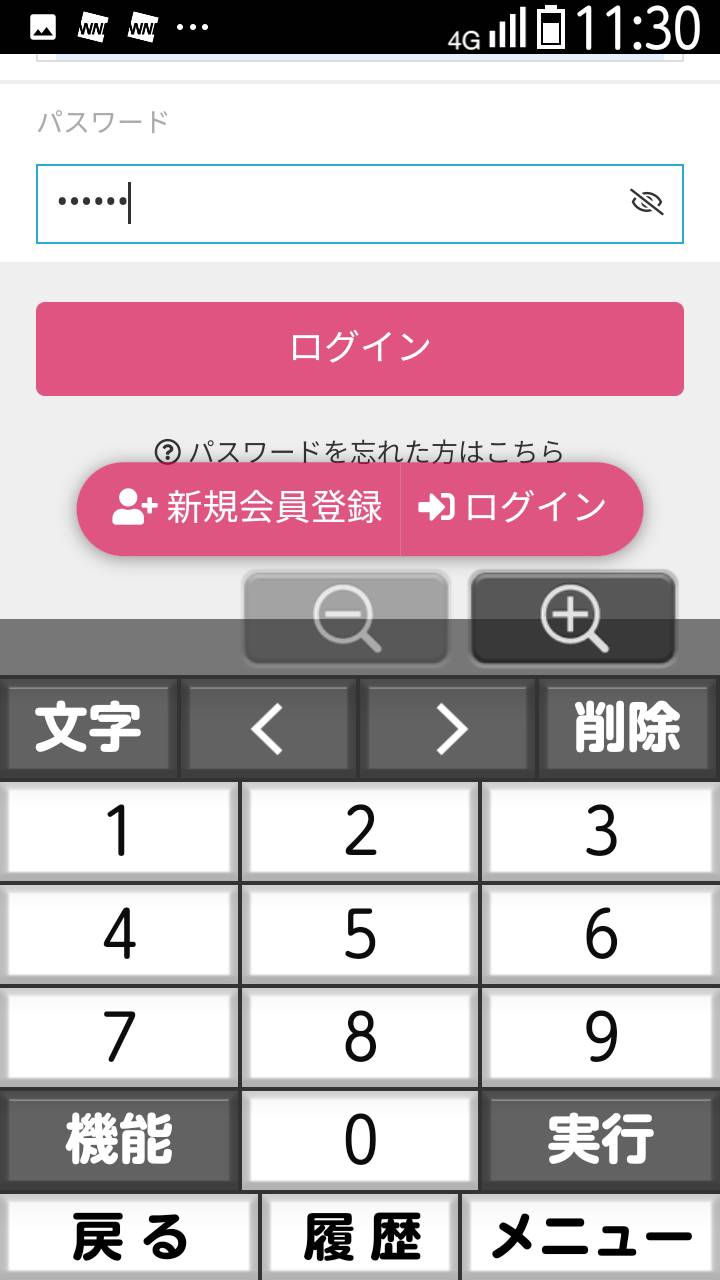 WNI WNI ... 4G 11:30
パスワード
••••••
ログイン
パスワードを忘れた方はこちら
新規会員登録 ログイン
文字 < > 削除
1 2 3
4 5 6
7 8 9
機能 0 実行
戻る 履歴 メニュー